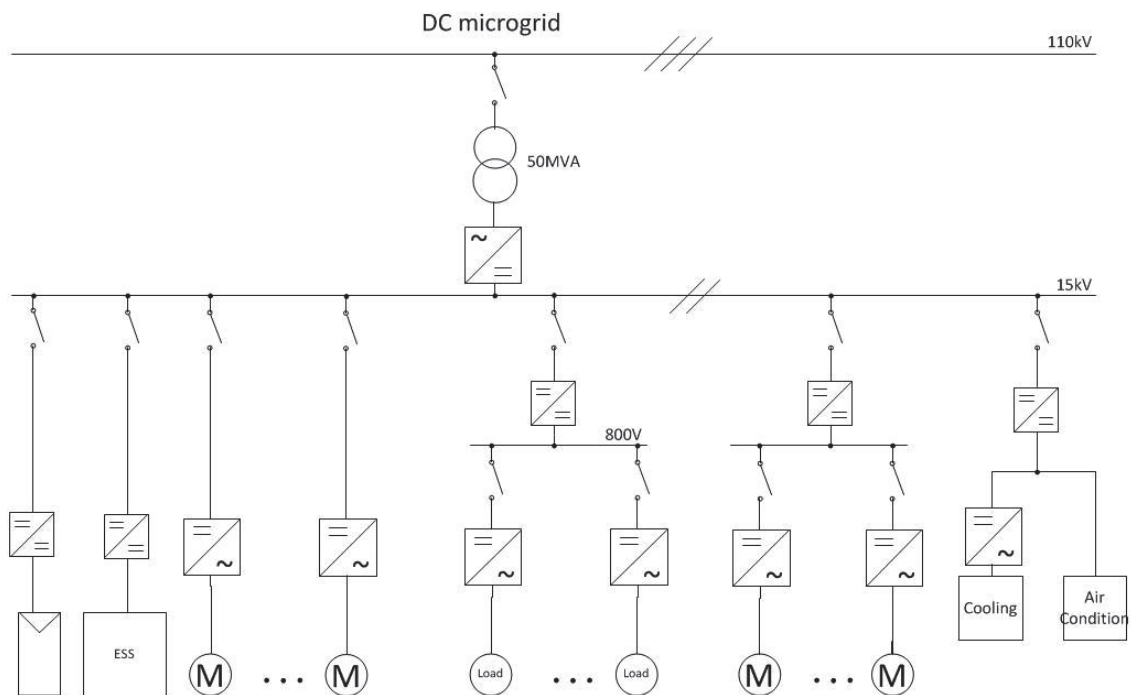 DC microgrid
110kV
50MVA
~
15kV
800V
~
~
~
~
~
~
~
Cooling
Air
Condition
ESS
M
...
M
Load
...
Load
M
...
M